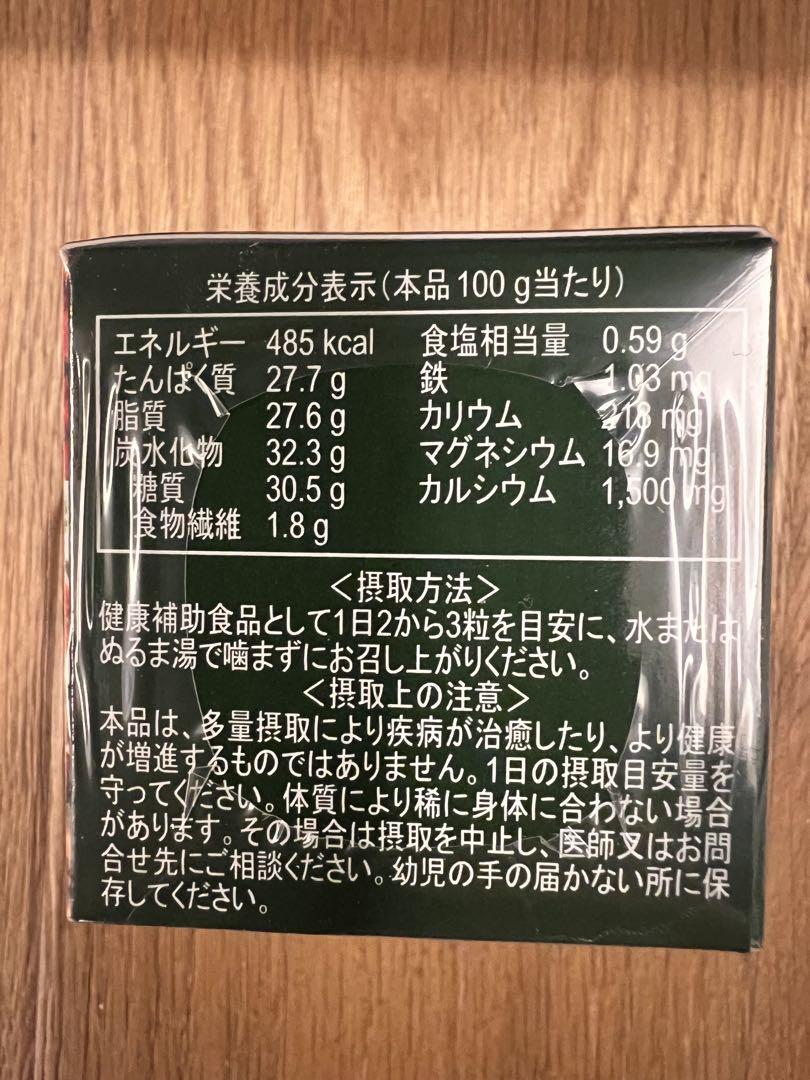 栄養成分表示(本品100 g当たり)
エネルギー 485 kcal 食塩相当量 0.59 g
たんぱく質 27.7 g 鉄 1.03 mg
脂質 27.6 g カリウム 218 mg
炭水化物 32.3 g マグネシウム 16.9 mg
糖質 30.5 g カルシウム 1,500 mg
食物繊維 1.8 g
<摂取方法>
健康補助食品として1日2から3粒を目安に、水または
ぬるま湯で噛まずにお召し上がりください。
<摂取上の注意>
本品は、多量摂取により疾病が治癒したり、より健康
が増進するものではありません。1日の摂取目安量を
守ってください。体質により稀に身体に合わない場合
があります。その場合は摂取を中止し、医師又はお問
合せ先にご相談ください。幼児の手の届かない所に保
存してください。